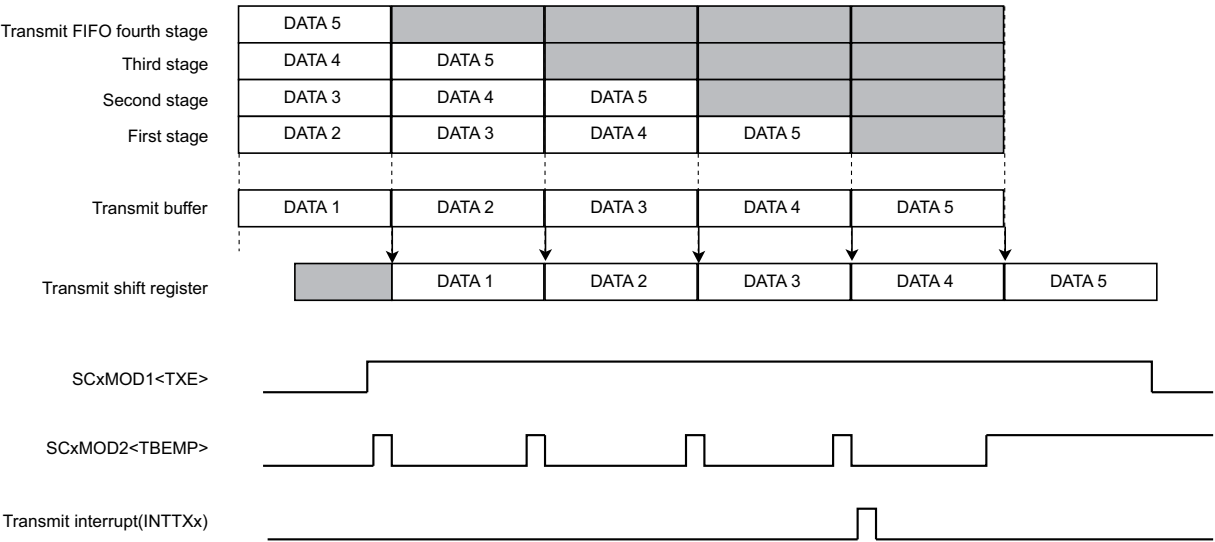 Transmit FIFO fourth stage DATA 5
Third stage DATA 4 DATA 5
Second stage DATA 3 DATA 4 DATA 5
First stage DATA 2 DATA 3 DATA 4 DATA 5
Transmit buffer DATA 1 DATA 2 DATA 3 DATA 4 DATA 5
Transmit shift register DATA 1 DATA 2 DATA 3 DATA 4 DATA 5
SCxMOD1<TXE>
SCxMOD2<TBEMP>
Transmit interrupt(INTTXx)